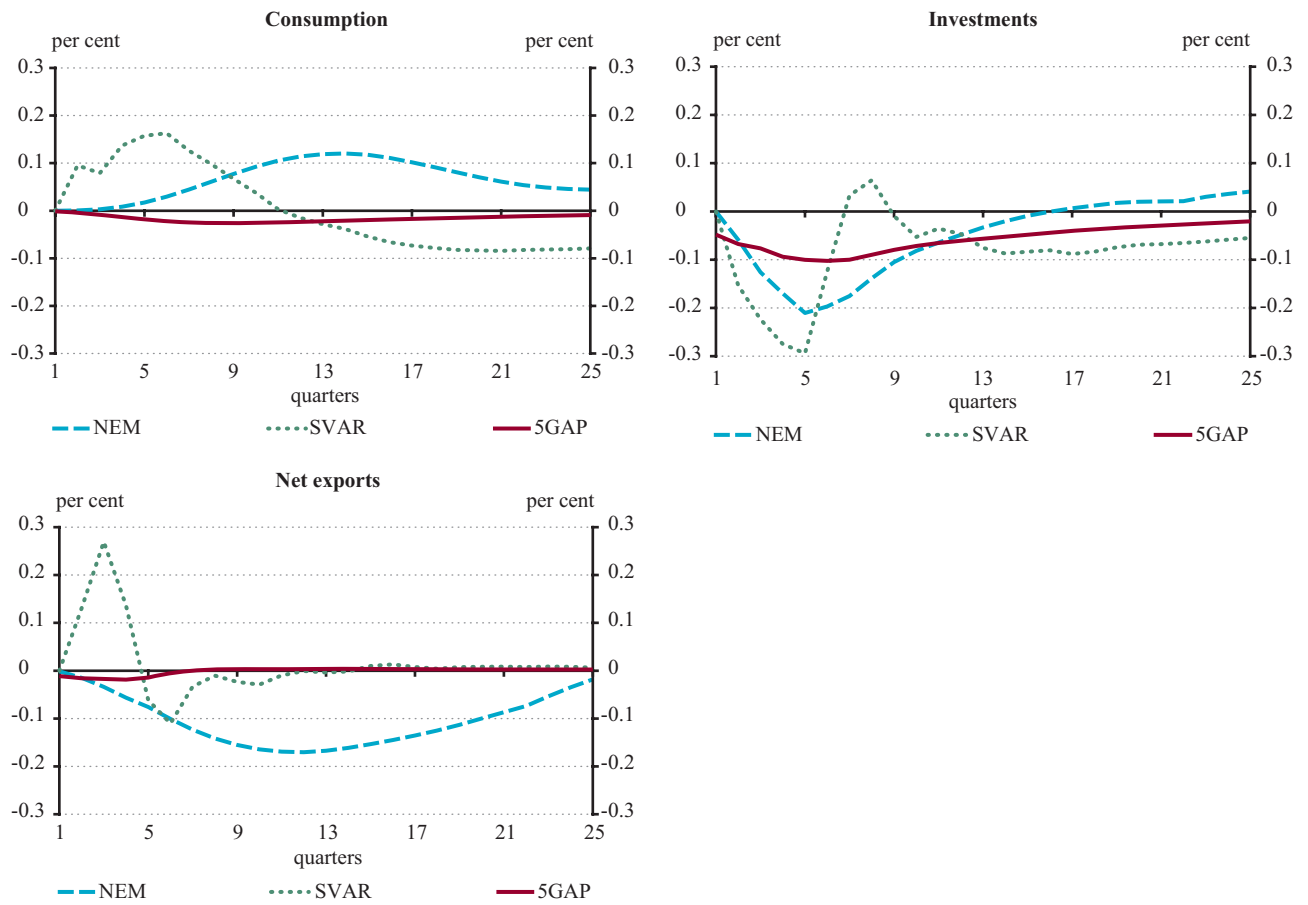 Consumption
per cent per cent
0.3 0.3
0.2 0.2
0.1 0.1
0 0
-0.1 -0.1
-0.2 -0.2
-0.3 -0.3
1 5 9 13 17 21 25
quarters
NEM SVAR 5GAP
Investments
per cent per cent
0.3 0.3
0.2 0.2
0.1 0.1
0 0
-0.1 -0.1
-0.2 -0.2
-0.3 -0.3
1 5 9 13 17 21 25
quarters
NEM SVAR 5GAP
Net exports
per cent per cent
0.3 0.3
0.2 0.2
0.1 0.1
0 0
-0.1 -0.1
-0.2 -0.2
-0.3 -0.3
1 5 9 13 17 21 25
quarters
NEM SVAR 5GAP